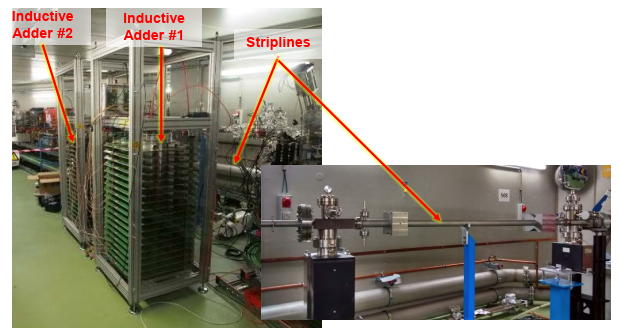 Inductive
Adder #2
Inductive
Adder #1
Striplines